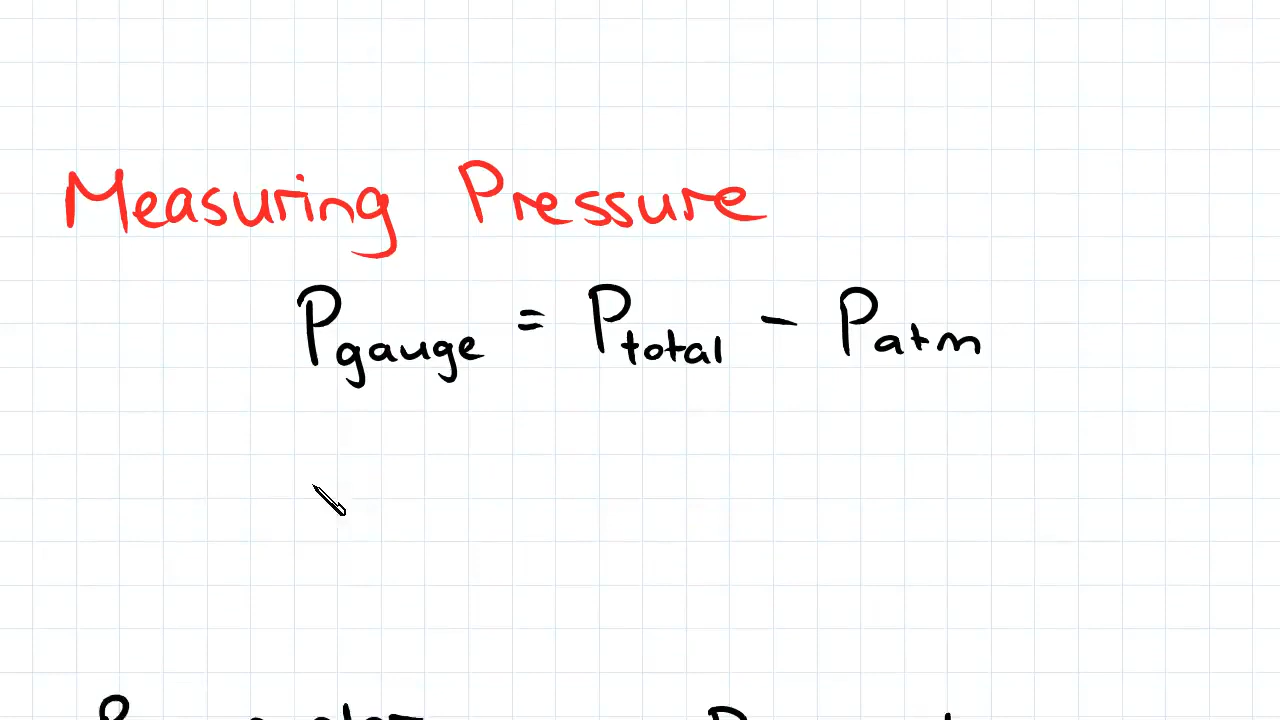 Measuring Pressure
Pgauge = Ptotal - Patm